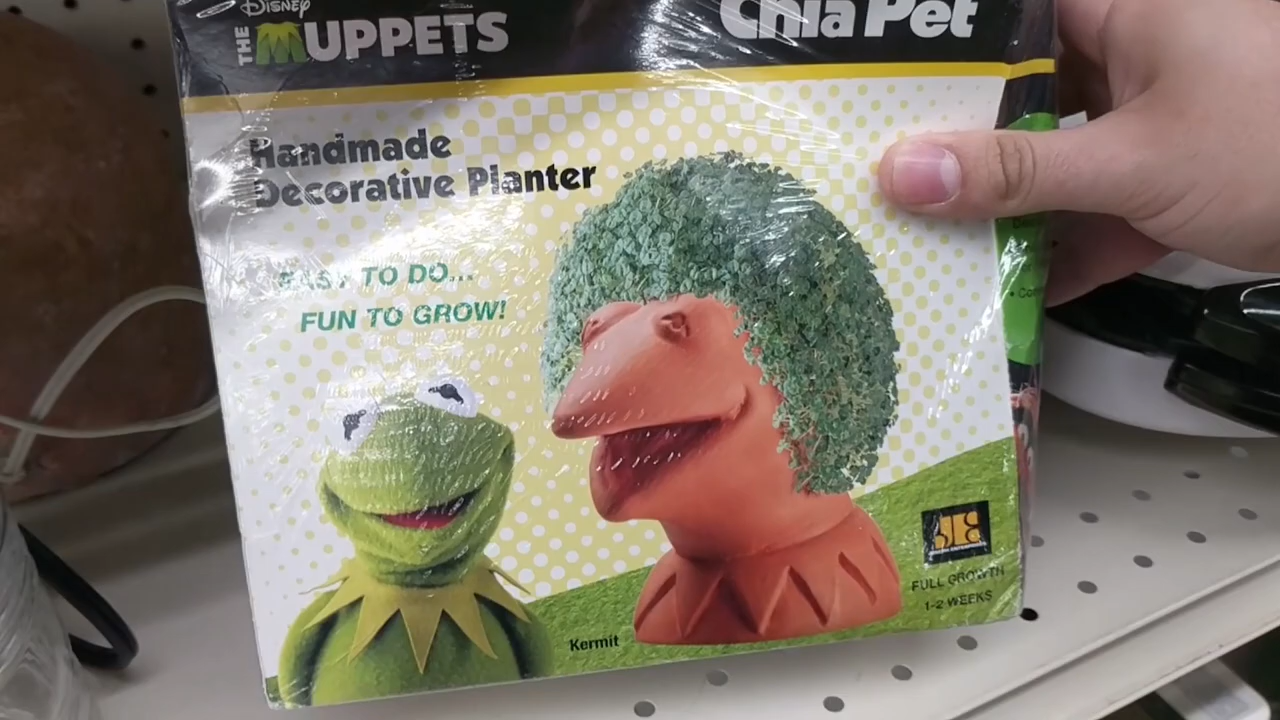 Disney
THE MUPPETS
Chia Pet
Handmade
Decorative Planter
EASY TO DO...
FUN TO GROW!
Kermit
FULL GROWTH
1-2 WEEKS